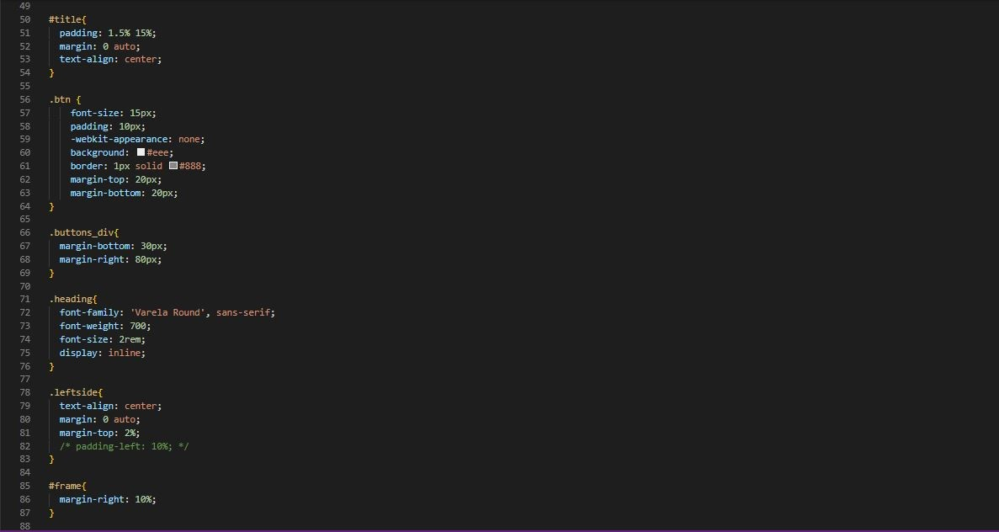 49
50 #title{
51 padding: 1.5% 15%;
52 margin: 0 auto;
53 text-align: center;
54 }
55
56 .btn {
57 font-size: 15px;
58 padding: 10px;
59 -webkit-appearance: none;
60 background: #eee;
61 border: 1px solid #888;
62 margin-top: 20px;
63 margin-bottom: 20px;
64 }
65
66 .buttons_div{
67 margin-bottom: 30px;
68 margin-right: 80px;
69 }
70
71 .heading{
72 font-family: 'Varela Round', sans-serif;
73 font-weight: 700;
74 font-size: 2rem;
75 display: inline;
76 }
77
78 .leftside{
79 text-align: center;
80 margin: 0 auto;
81 margin-top: 2%;
82 /* padding-left: 10%; */
83 }
84
85 #frame{
86 margin-right: 10%;
87 }
88